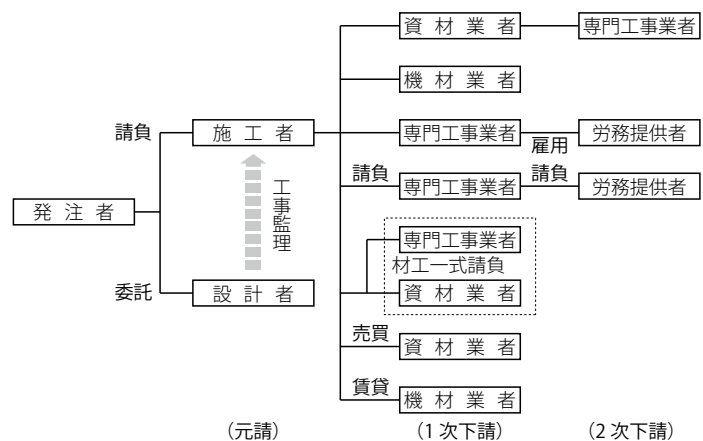 資材業者
専門工事業者
機材業者
請負
施工者
専門工事業者
雇用
労務提供者
請負
専門工事業者
請負
労務提供者
発注者
工事監理
専門工事業者
材工一式請負
委託
設計者
資材業者
売買
資材業者
賃貸
機材業者
（元請）
（1 次下請）
（2 次下請）